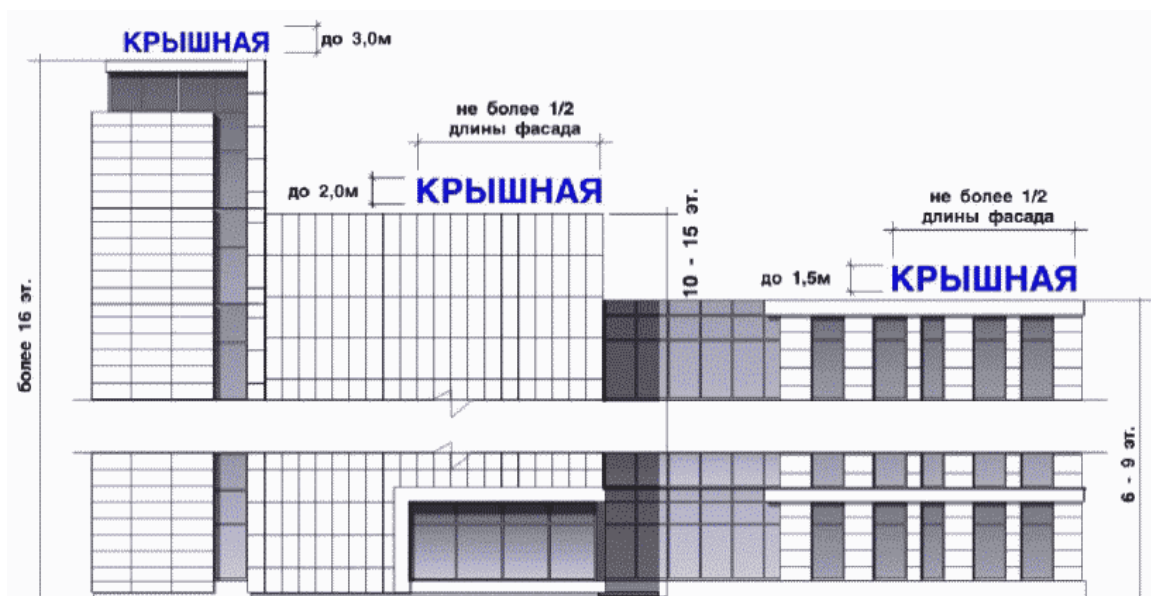 КРЫШНАЯ
до 3,0м
не более 1/2
длины фасада
до 2,0м
КРЫШНАЯ
не более 1/2
длины фасада
до 1,5м
КРЫШНАЯ
10 - 15 эт.
более 16 эт.
6 - 9 эт.